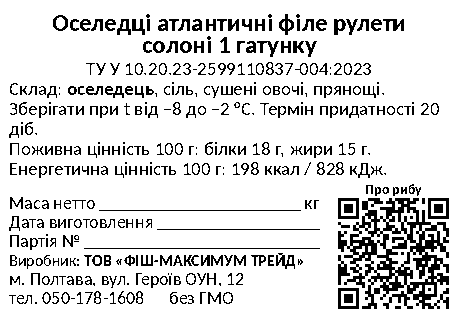 Оселедці атлантичні філе рулети
солоні 1 гатунку
ТУ У 10.20.23-2599110837-004:2023
Склад: оселедець, сіль, сушені овочі, прянощі.
Зберігати при t від –8 до –2 °С. Термін придатності 20
діб.
Поживна цінність 100 г: білки 18 г, жири 15 г.
Енергетична цінність 100 г: 198 ккал / 828 кДж.
Про рибу
Маса нетто ______________________ кг
Дата виготовлення __________________
Партія № __________________________
Виробник: ТОВ «ФІШ-МАКСИМУМ ТРЕЙД»
м. Полтава, вул. Героїв ОУН, 12
тел. 050-178-1608 без ГМО